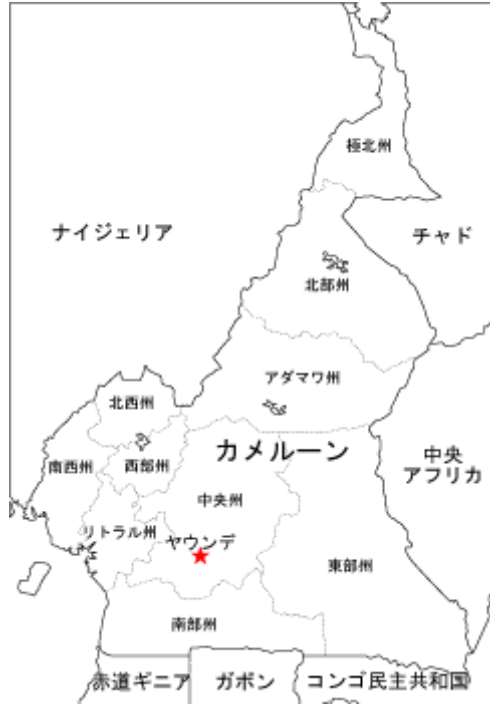 極北州
ナイジェリア
チャド
北部州
アダマワ州
北西州
カメルーン
中央
アフリカ
南西州
西部州
中央州
リトラル州
ヤウンデ
東部州
南部州
赤道ギニア
ガボン
コンゴ民主共和国